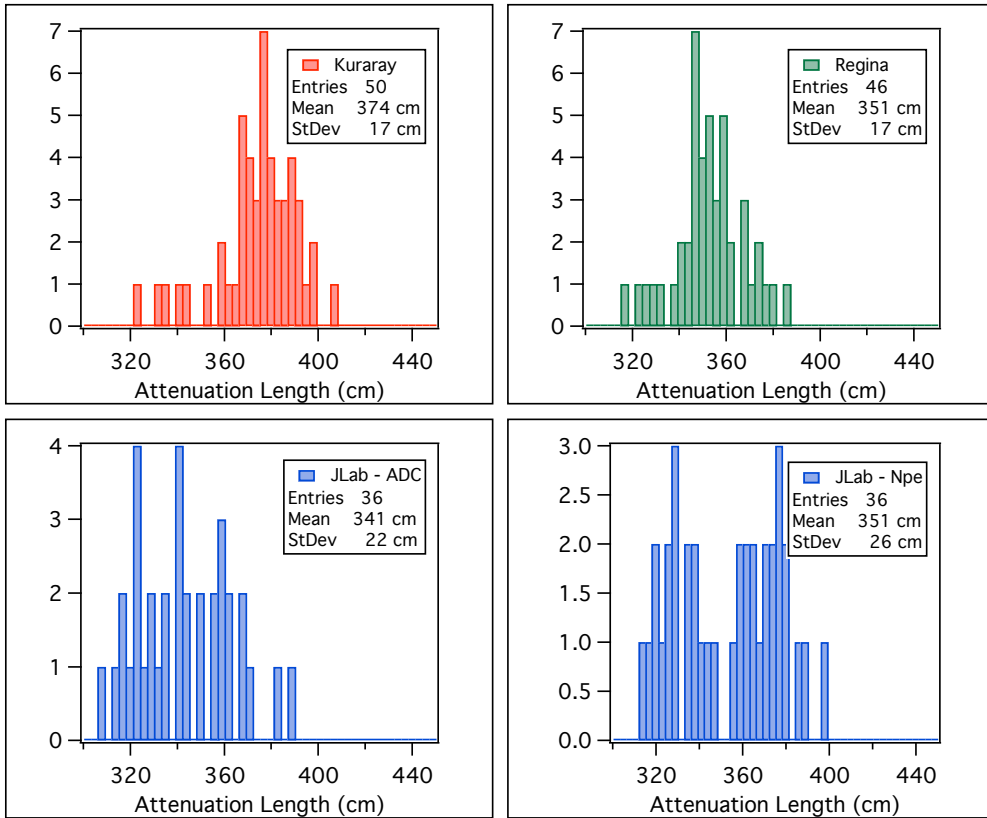 7
6
5
4
3
2
1
0
Kuraray
Entries 50
Mean 374 cm
StDev 17 cm
320 360 400 440
Attenuation Length (cm)
7
6
5
4
3
2
1
0
Regina
Entries 46
Mean 351 cm
StDev 17 cm
320 360 400 440
Attenuation Length (cm)
4
3
2
1
0
JLab - ADC
Entries 36
Mean 341 cm
StDev 22 cm
320 360 400 440
Attenuation Length (cm)
3.0
2.5
2.0
1.5
1.0
0.5
0.0
JLab - Npe
Entries 36
Mean 351 cm
StDev 26 cm
320 360 400 440
Attenuation Length (cm)